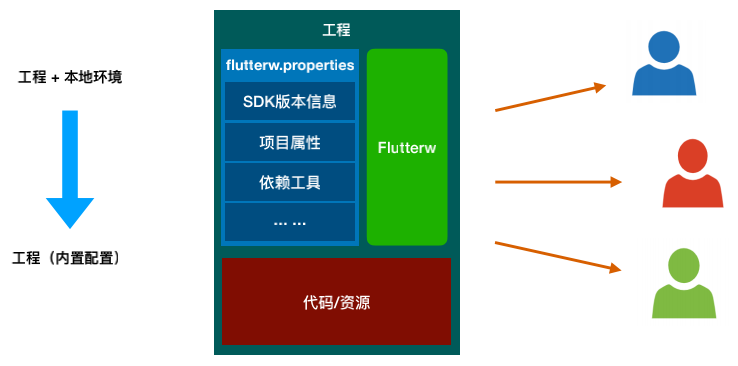 工程 + 本地环境
工程（内置配置）
工程
flutterw.properties
SDK版本信息
项目属性
依赖工具
... ...
Flutterw
代码/资源